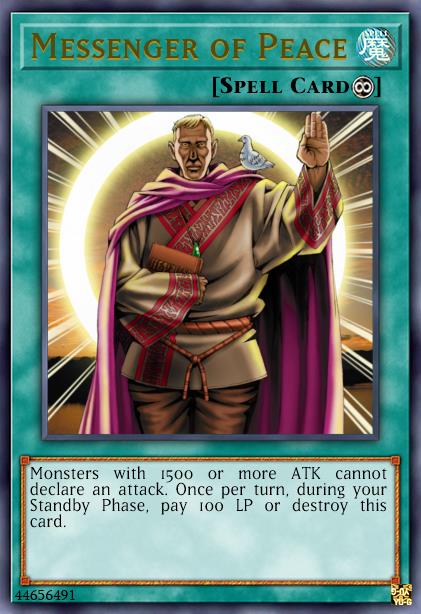 Messenger of Peace
SPELL
魔
[Spell Card]
Monsters with 1500 or more ATK cannot
declare an attack. Once per turn, during your
Standby Phase, pay 100 LP or destroy this
card.
44656491